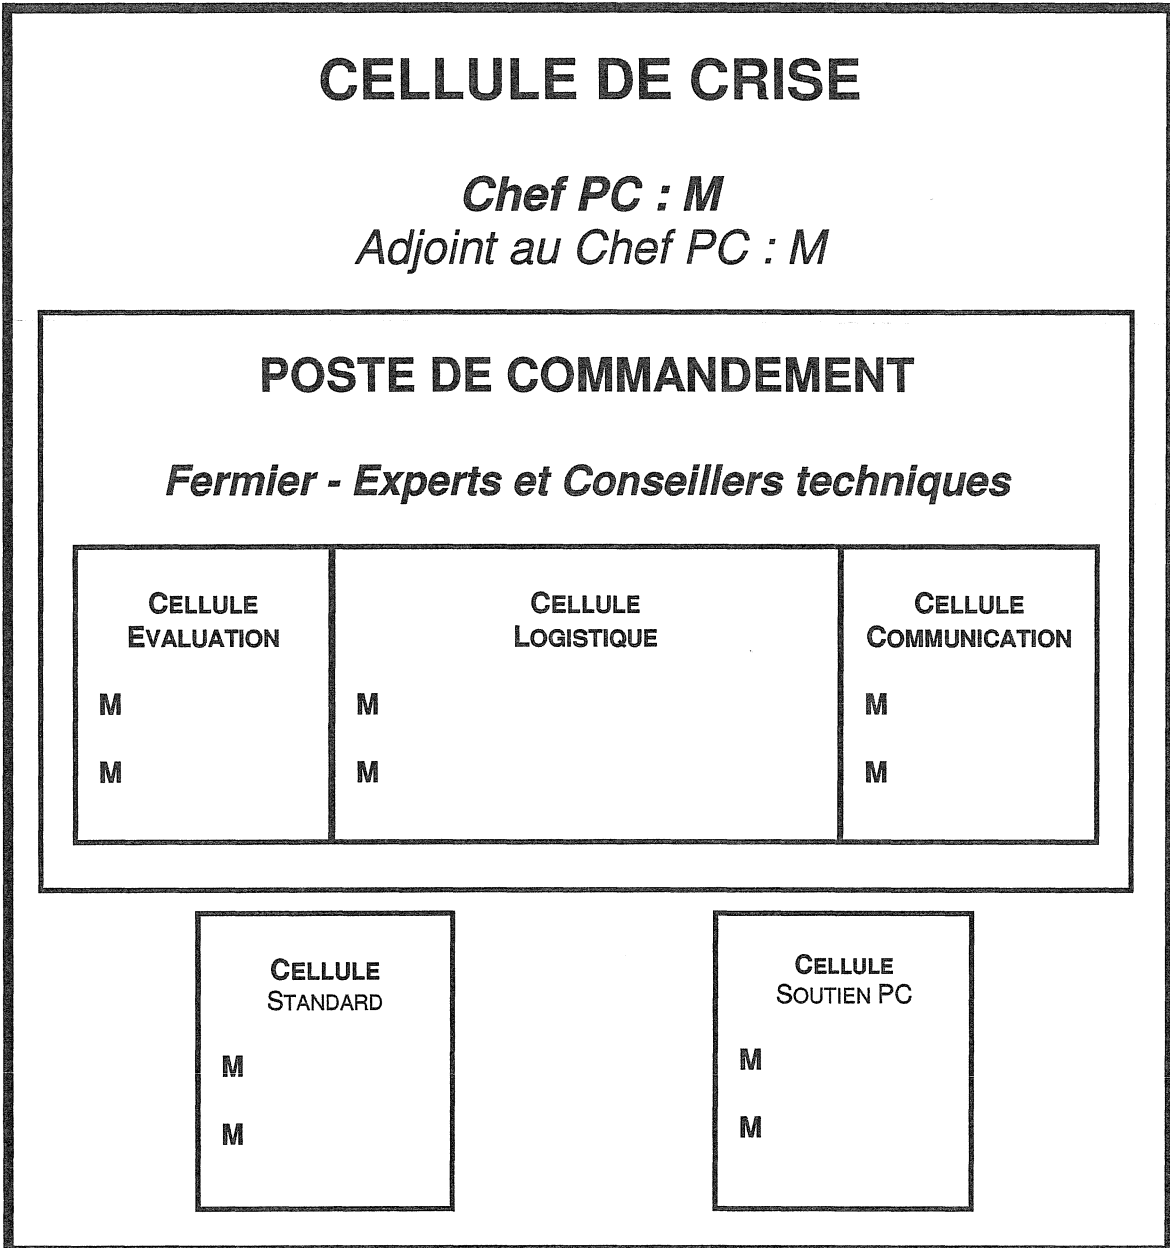 CELLULE DE CRISE
Chef PC : M
Adjoint au Chef PC : M
POSTE DE COMMANDEMENT
Fermier - Experts et Conseillers techniques
CELLULE
EVALUATION
M
M
CELLULE
LOGISTIQUE
M
M
CELLULE
COMMUNICATION
M
M
CELLULE
STANDARD
M
M
CELLULE
SOUTIEN PC
M
M